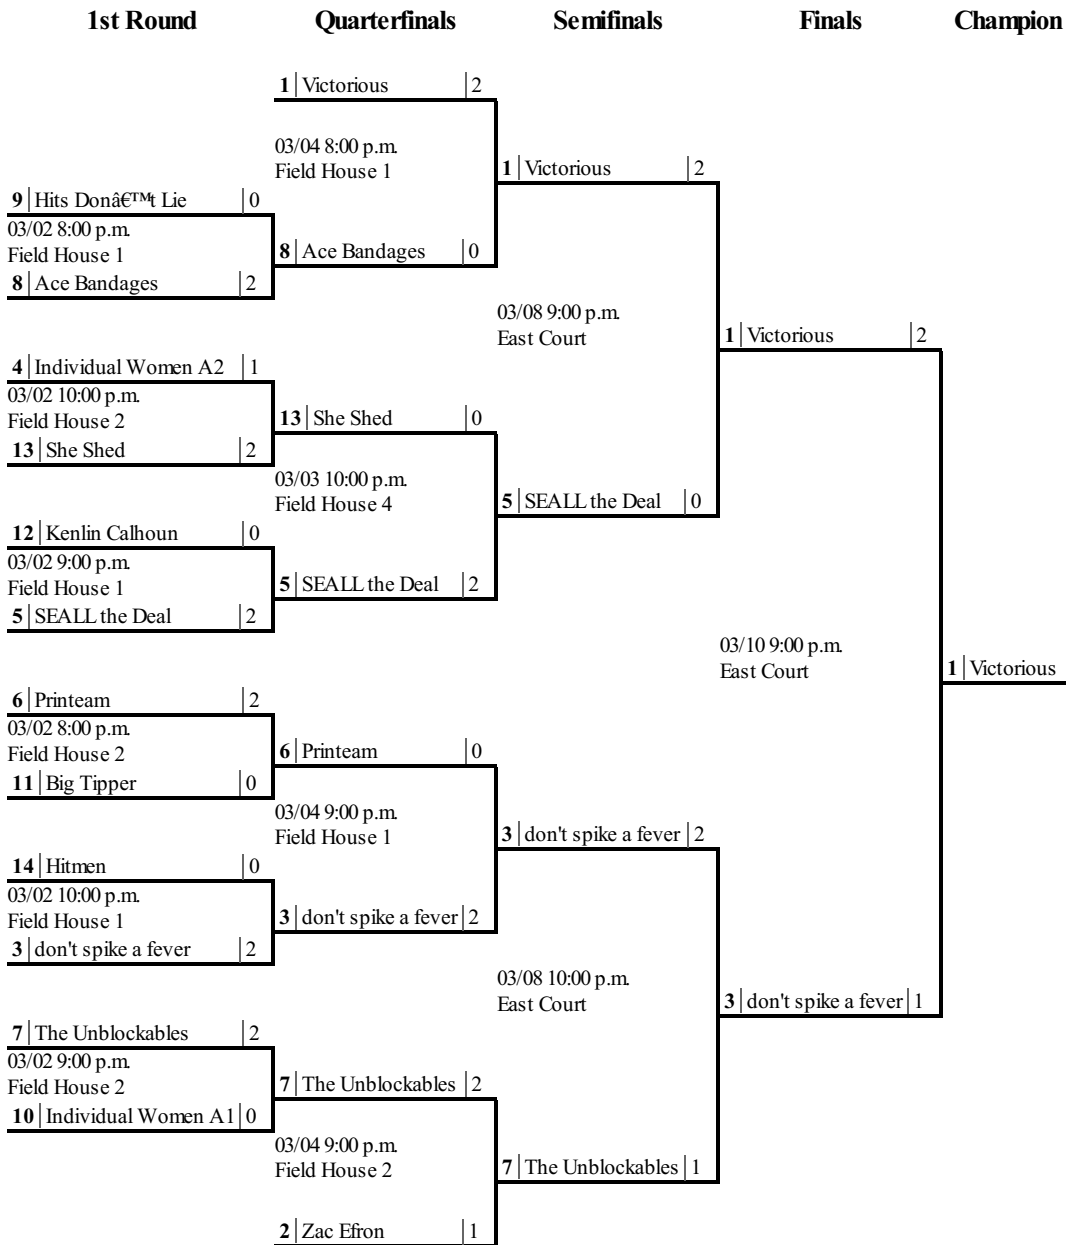 1st Round Quarterfinals Semifinals Finals Champion
1 Victorious 2
03/04 8:00 p.m.
Field House 1
1 Victorious 2
9 Hits Donâ€™t Lie 0
03/02 8:00 p.m.
Field House 1
8 Ace Bandages 0
8 Ace Bandages 2
03/08 9:00 p.m.
East Court
1 Victorious 2
4 Individual Women A2 1
03/02 10:00 p.m.
Field House 2
13 She Shed 0
13 She Shed 2
03/03 10:00 p.m.
Field House 4
5 SEALL the Deal 0
12 Kenlin Calhoun 0
03/02 9:00 p.m.
Field House 1
5 SEALL the Deal 2
5 SEALL the Deal 2
03/10 9:00 p.m.
East Court
1 Victorious
6 Printeam 2
03/02 8:00 p.m.
Field House 2
6 Printeam 0
11 Big Tipper 0
03/04 9:00 p.m.
Field House 1
3 don't spike a fever 2
14 Hitmen 0
03/02 10:00 p.m.
Field House 1
3 don't spike a fever 2
3 don't spike a fever 2
03/08 10:00 p.m.
East Court
3 don't spike a fever 1
7 The Unblockables 2
03/02 9:00 p.m.
Field House 2
7 The Unblockables 2
10 Individual Women A1 0
03/04 9:00 p.m.
Field House 2
7 The Unblockables 1
2 Zac Efron 1